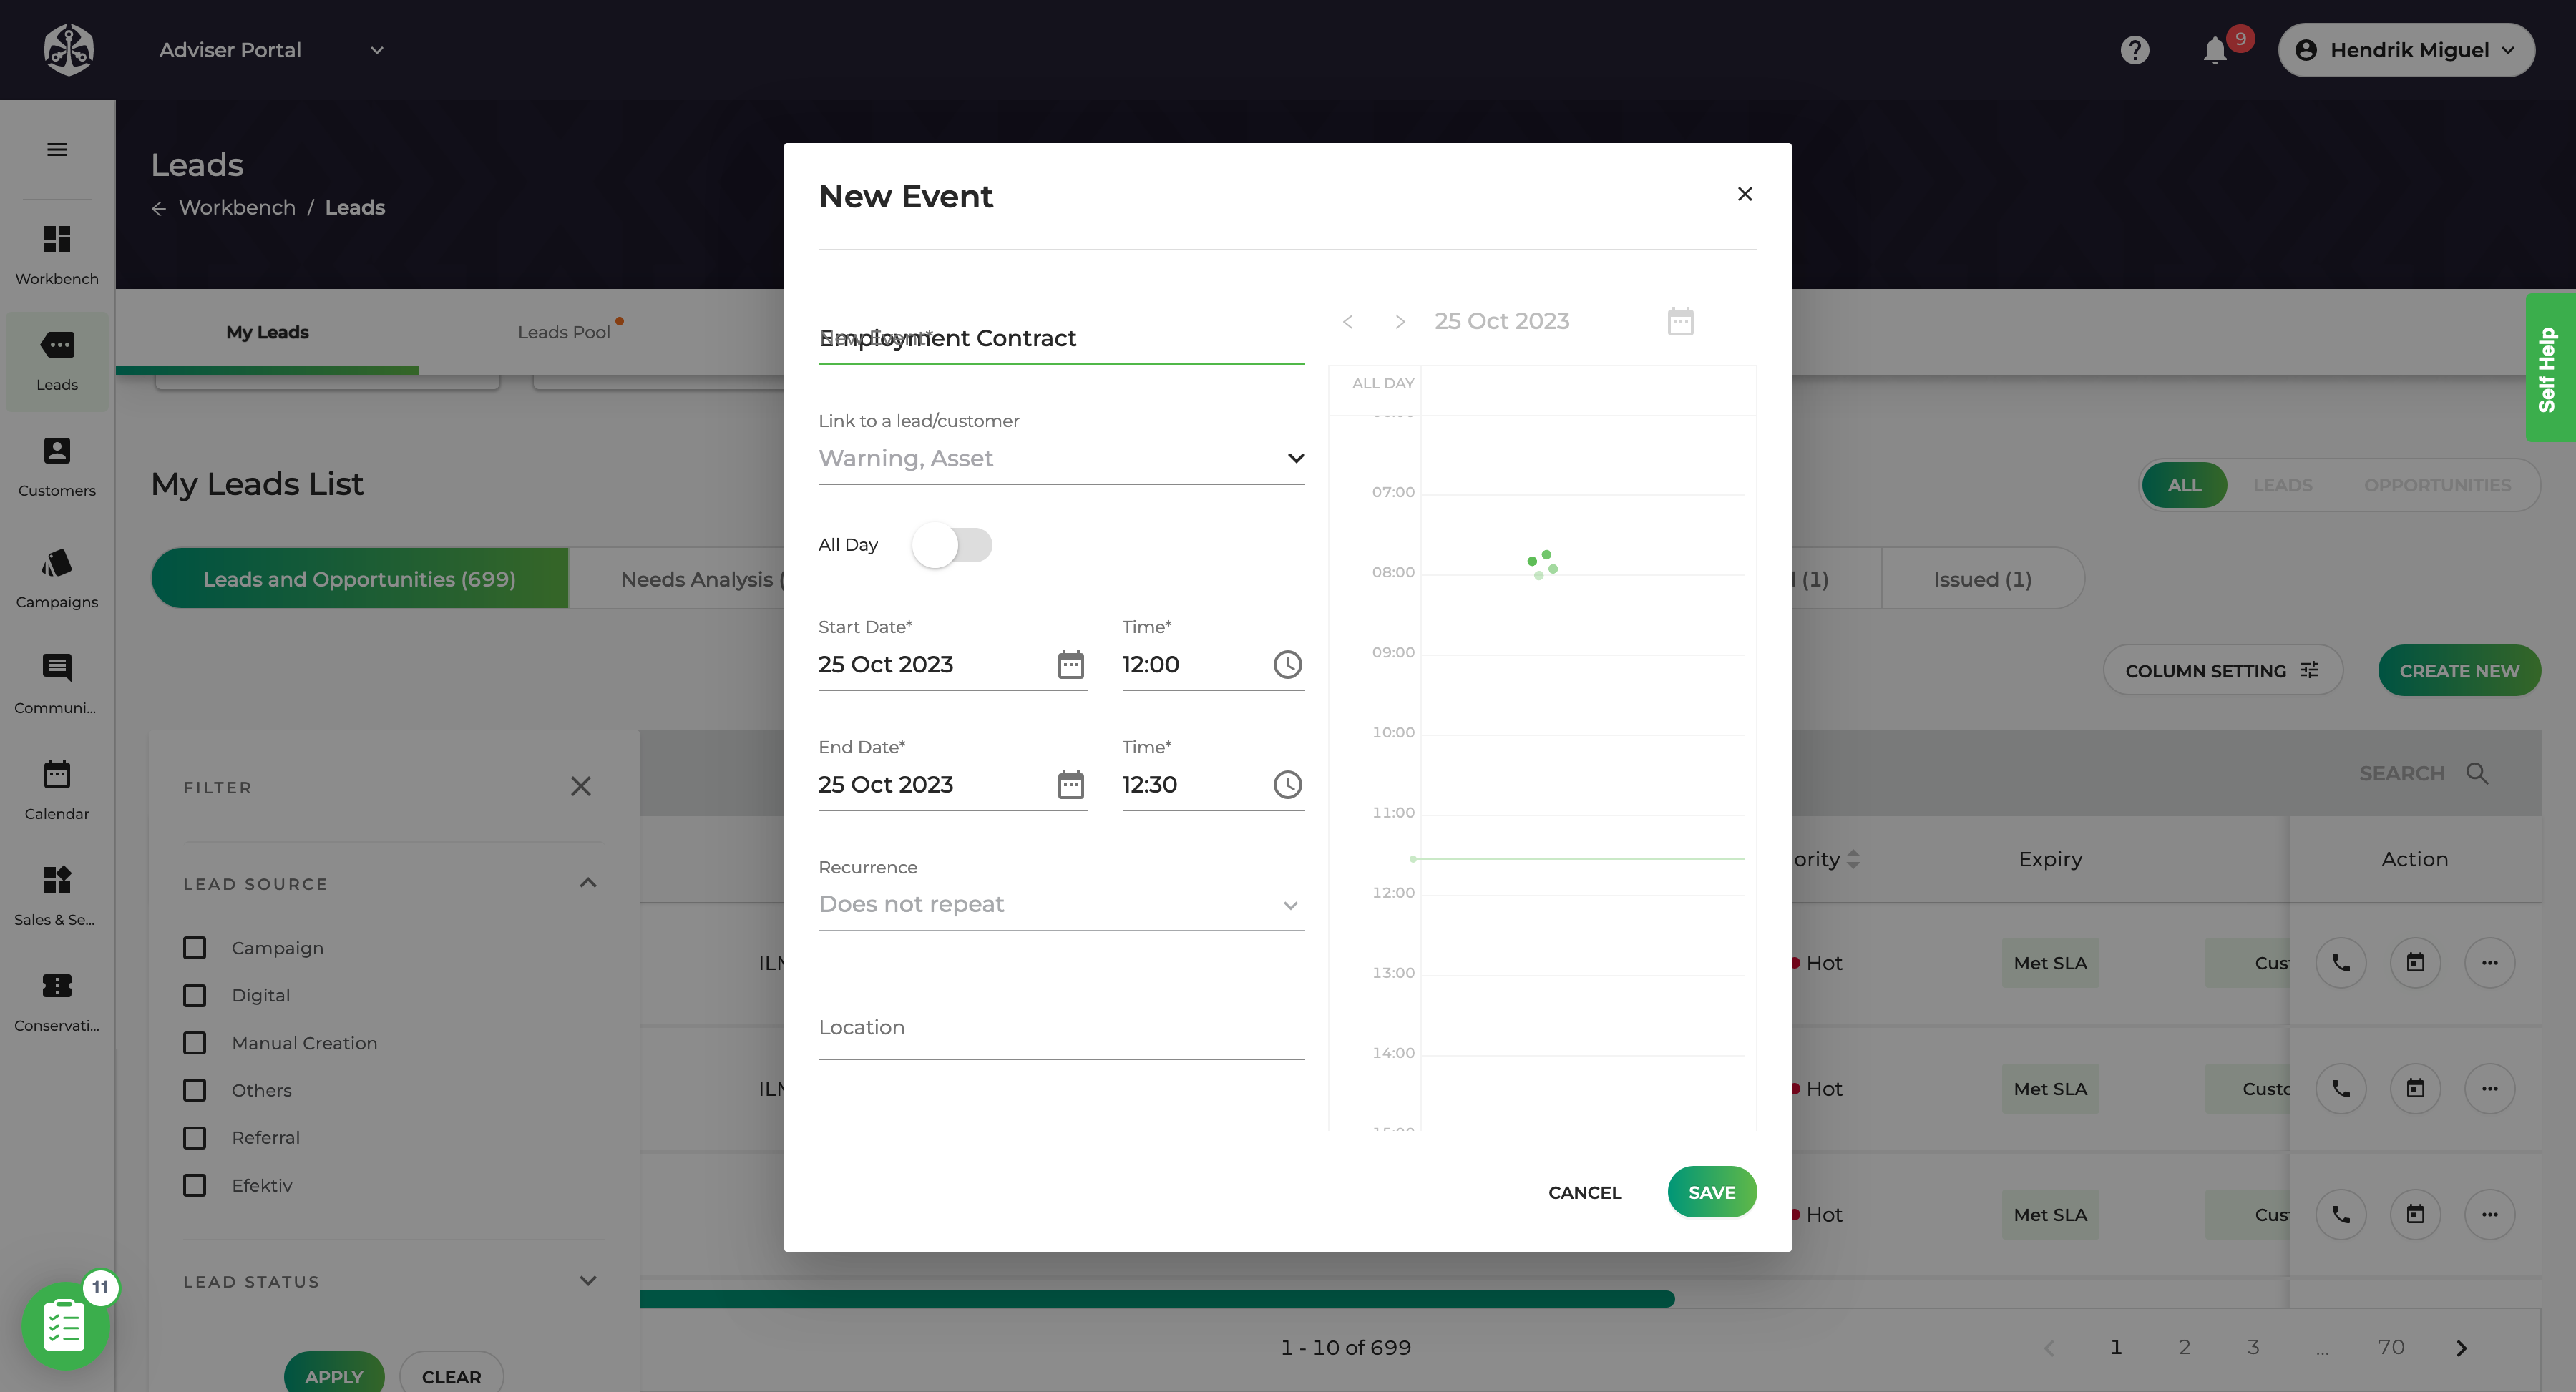 Adviser Portal
9
Hendrik Miguel
Leads
Workbench / Leads
Workbench
Leads
Customers
Campaigns
Communi...
Calendar
Sales & Se...
Conservati...
11
My Leads
Leads Pool
Self Help
My Leads List
ALL
LEADS
OPPORTUNITIES
Leads and Opportunities (699)
Needs Analysis (
(1)
Issued (1)
COLUMN SETTING
CREATE NEW
FILTER
LEAD SOURCE
Campaign
Digital
Manual Creation
Others
Referral
Efektiv
LEAD STATUS
APPLY
CLEAR
SEARCH
ority
Expiry
Action
Hot
Met SLA
Cus
Hot
Met SLA
Custo
Hot
Met SLA
Cus
1 - 10 of 699
1
2
3
...
70
New Event
New Event*
Employment Contract
Link to a lead/customer
Warning, Asset
All Day
Start Date*
Time*
25 Oct 2023
12:00
End Date*
Time*
25 Oct 2023
12:30
Recurrence
Does not repeat
Location
25 Oct 2023
ALL DAY
07:00
08:00
09:00
10:00
11:00
12:00
13:00
14:00
CANCEL
SAVE